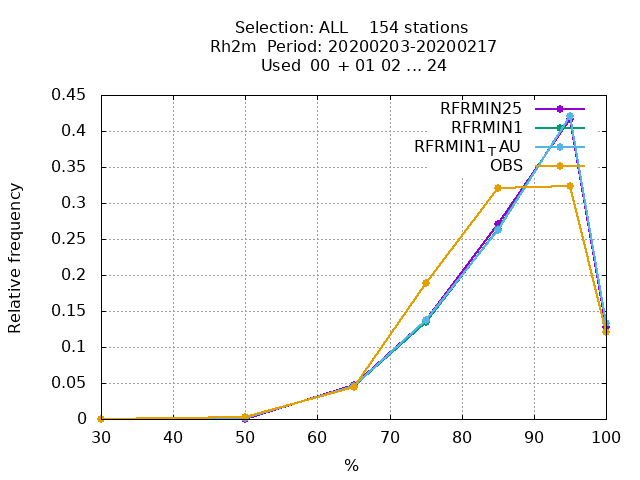 Selection: ALL    154 stations
Rh2m  Period: 20200203-20200217
Used  00 + 01 02 ... 24
0.45
0.4
0.35
0.3
0.25
0.2
0.15
0.1
0.05
0
Relative frequency
RFRMIN25
RFRMIN1
RFRMIN1TAU
OBS
30 40 50 60 70 80 90 100
%